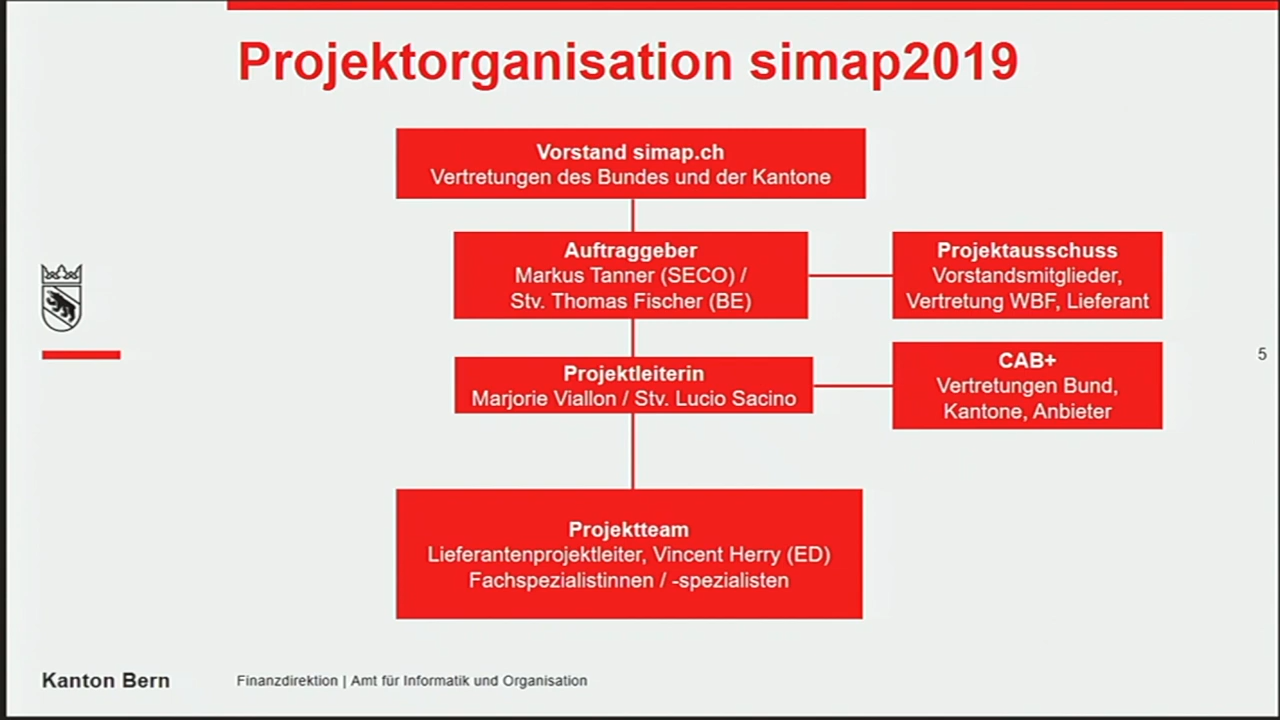 Projektorganisation simap2019
Vorstand simap.ch
Vertretungen des Bundes und der Kantone
Auftraggeber
Markus Tanner (SECO) /
Stv. Thomas Fischer (BE)
Projektausschuss
Vorstandsmitglieder,
Vertretung WBF, Lieferant
Projektleiterin
Marjorie Viallon / Stv. Lucio Sacino
CAB+
Vertretungen Bund,
Kantone, Anbieter
5
Projektteam
Lieferantenprojektleiter, Vincent Herry (ED)
Fachspezialistinnen / -spezialisten
Kanton Bern
Finanzdirektion | Amt für Informatik und Organisation